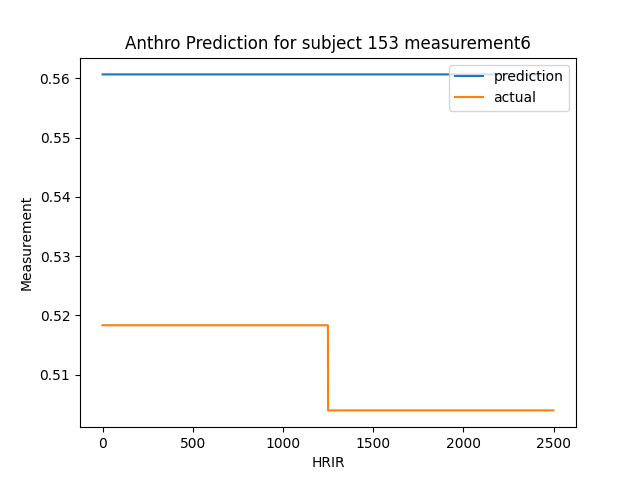 Anthro Prediction for subject 153 measurement6
prediction
actual
0.56
0.55
0.54
0.53
0.52
0.51
Measurement
0 500 1000 1500 2000 2500
HRIR